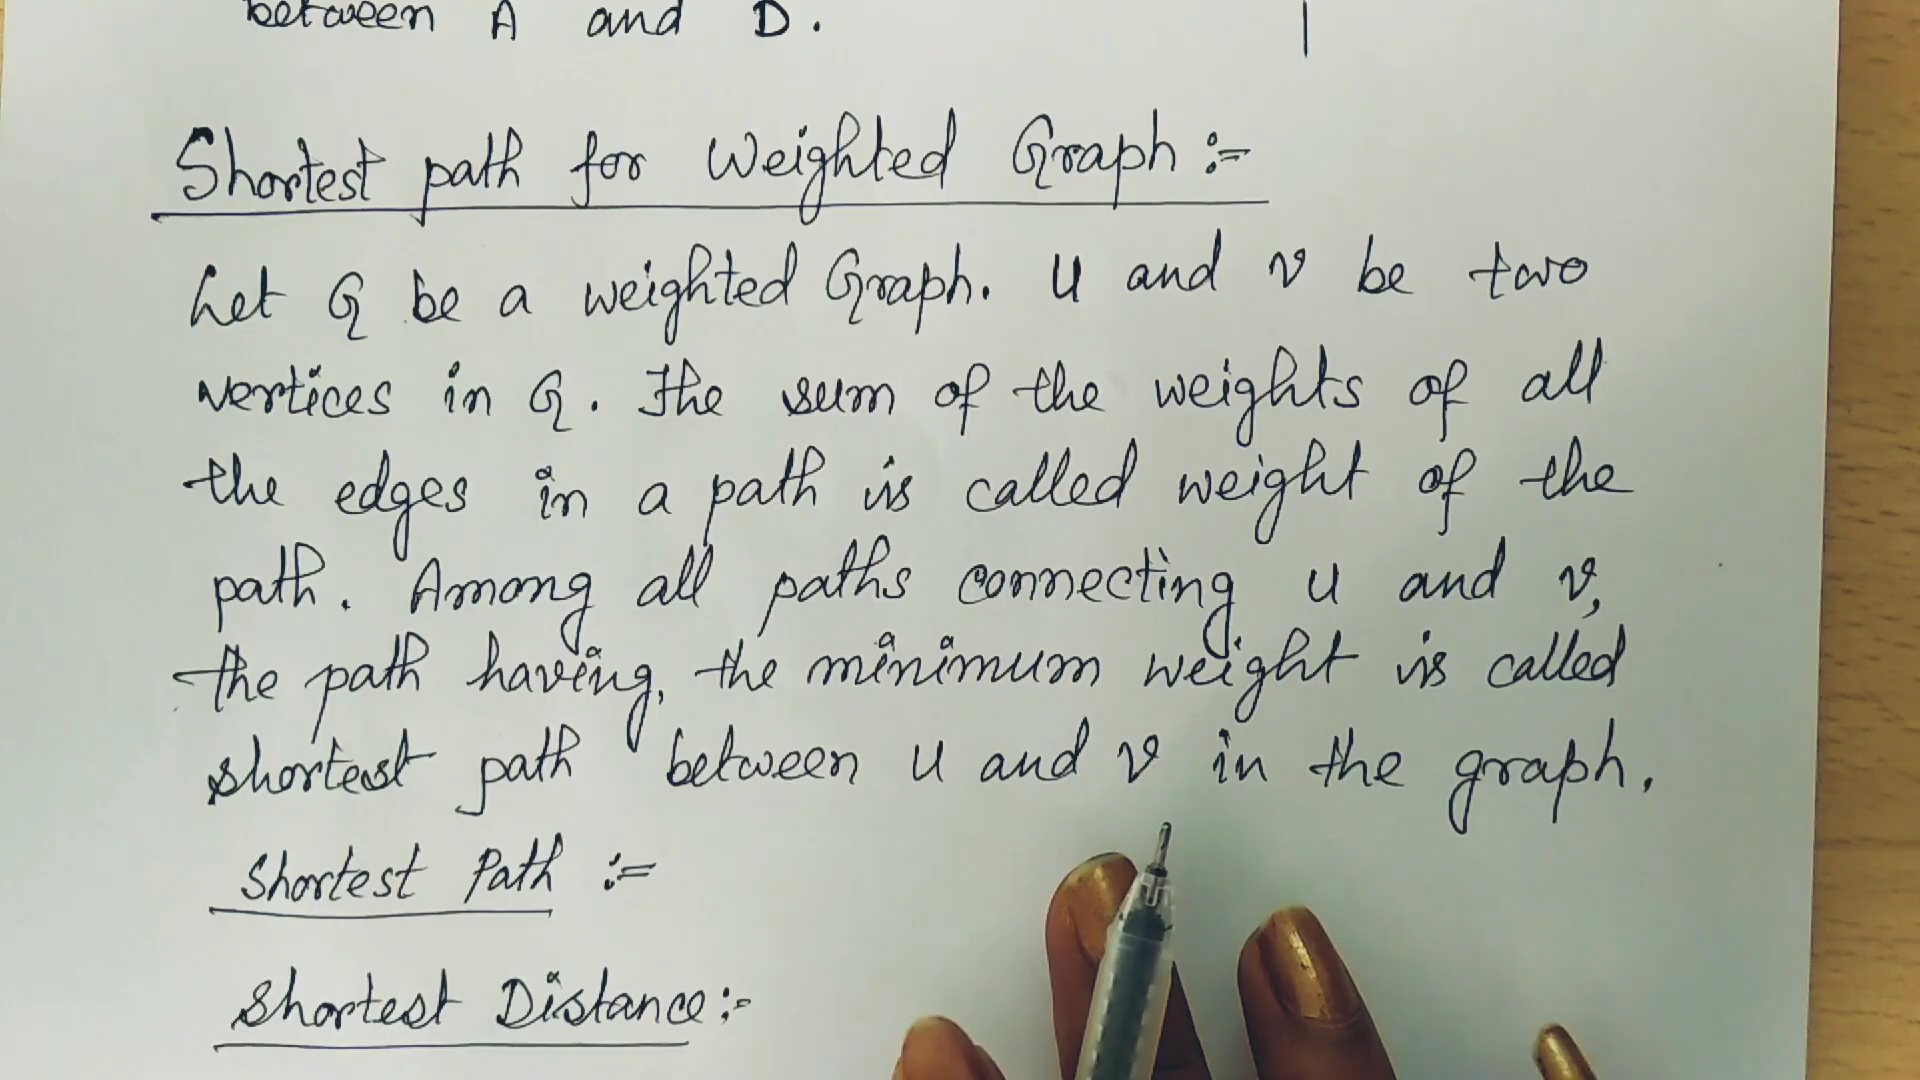 between A and D.
Shortest path for Weighted Graph :-
Let G be a weighted Graph. U and v be two
vertices in G. The sum of the weights of all
the edges in a path is called weight of the
path. Among all paths connecting U and v,
the path having, the minimum weight is called
shortest path between U and v in the graph.
Shortest Path :-
Shortest Distance :-